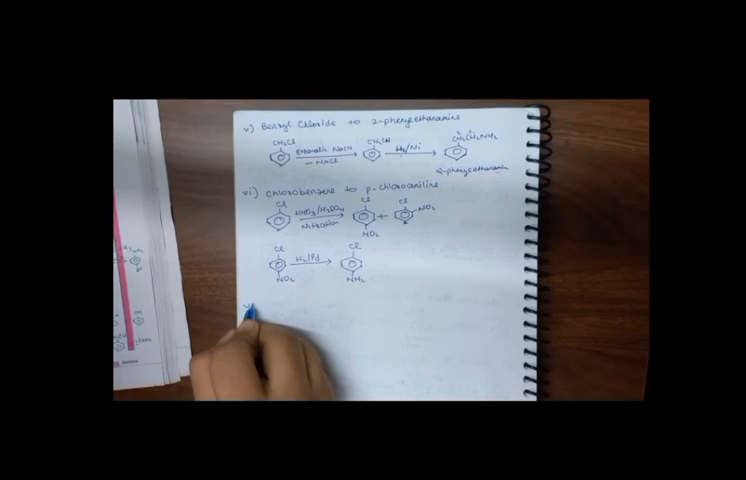 v) Benzyl Chloride to 2-phenylethanamine
CH2Cl
ethanolic NaCN
- NaCl
CH2CN
H2/Ni
CH2CH2NH2
2-phenylethanamine
vi) Chlorobenzene to p-chloroaniline
Cl
HNO3/H2SO4
Nitration
Cl
NO2
+
Cl
NO2
Cl
NO2
H2/Pd
Cl
NH2